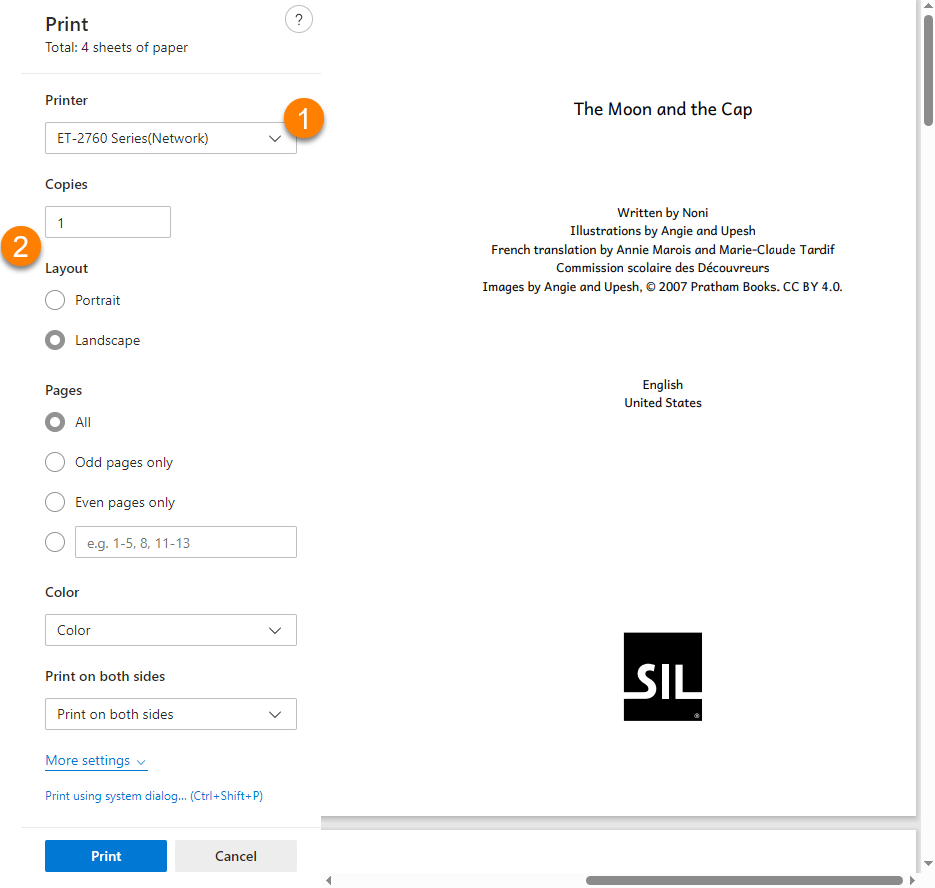 Print
?
Total: 4 sheets of paper
Printer
1
ET-2760 Series(Network)
Copies
1
2
Layout
Portrait
Landscape
Pages
All
Odd pages only
Even pages only
e.g. 1-5, 8, 11-13
Color
Color
Print on both sides
Print on both sides
More settings
Print using system dialog... (Ctrl+Shift+P)
Print
Cancel
The Moon and the Cap
Written by Noni
Illustrations by Angie and Upesh
French translation by Annie Marois and Marie-Claude Tardif
Commission scolaire des Découvreurs
Images by Angie and Upesh, © 2007 Pratham Books. CC BY 4.0.
English
United States
SIL
®